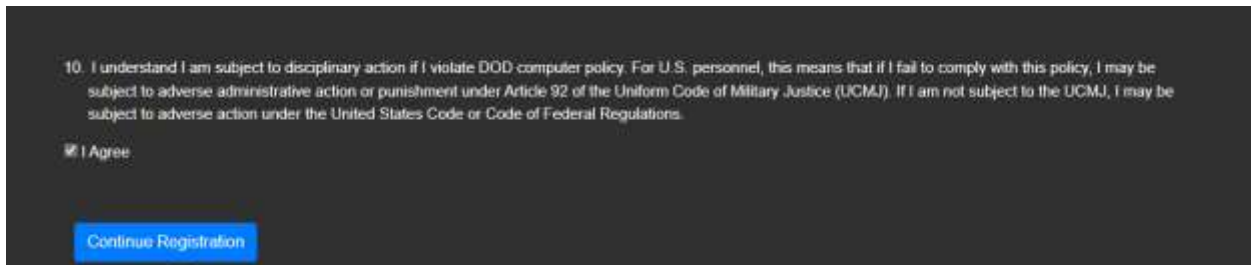 10. I understand I am subject to disciplinary action if I violate DOD computer policy. For U.S. personnel, this means that if I fail to comply with this policy, I may be
subject to adverse administrative action or punishment under Article 92 of the Uniform Code of Military Justice (UCMJ). If I am not subject to the UCMJ, I may be
subject to adverse action under the United States Code or Code of Federal Regulations.
I Agree
Continue Registration